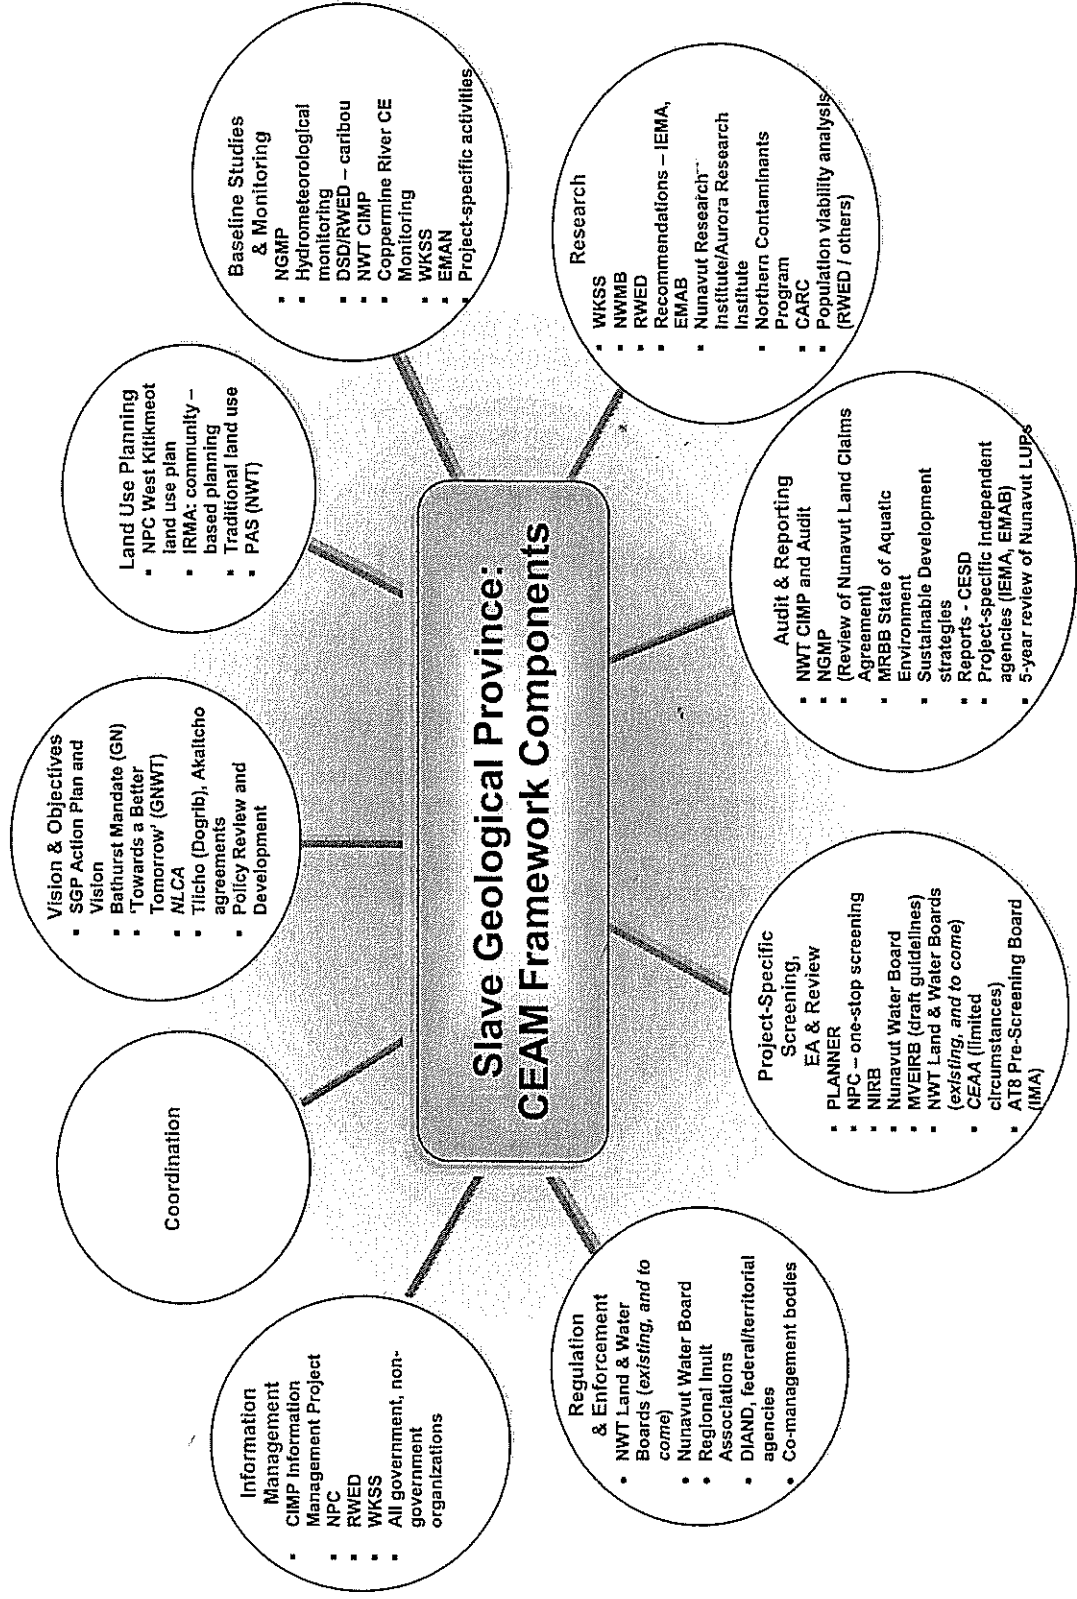 Slave Geological Province:
CEAM Framework Components
Information
Management
▪ CIMP Information
Management Project
▪ NPC
▪ RWED
▪ WKSS
▪ All government, non-
government
organizations
Coordination
Vision & Objectives
▪ SGP Action Plan and
Vision
▪ Bathurst Mandate (GN)
▪ 'Towards a Better
Tomorrow' (GNWT)
▪ NLCA
▪ Tlicho (Dogrib), Akaitcho
agreements
▪ Policy Review and
Development
Land Use Planning
▪ NPC West Kitikmeot
land use plan
▪ IRMA: community –
based planning
▪ Traditional land use
▪ PAS (NWT)
Baseline Studies
& Monitoring
▪ NGMP
▪ Hydrometeorological
monitoring
▪ DSD/RWED – caribou
▪ NWT CIMP
▪ Coppermine River CE
Monitoring
▪ WKSS
▪ EMAN
▪ Project-specific activities
Regulation
& Enforcement
▪ NWT Land & Water
Boards (existing, and to
come)
▪ Nunavut Water Board
▪ Regional Inuit
Associations
▪ DIAND, federal/territorial
agencies
▪ Co-management bodies
Project-Specific
Screening,
EA & Review
▪ PLANNER
▪ NPC – one-stop screening
▪ NIRB
▪ Nunavut Water Board
▪ MVEIRB (draft guidelines)
▪ NWT Land & Water Boards
(existing, and to come)
▪ CEAA (limited
circumstances)
▪ AT8 Pre-Screening Board
(IMA)
Audit & Reporting
▪ NWT CIMP and Audit
▪ NGMP
▪ (Review of Nunavut Land Claims
Agreement)
▪ MRBB State of Aquatic
Environment
▪ Sustainable Development
strategies
▪ Reports - CESD
▪ Project-specific independent
agencies (IEMA, EMAB)
▪ 5-year review of Nunavut LUPs
Research
▪ WKSS
▪ NWMB
▪ RWED
▪ Recommendations – IEMA,
EMAB
▪ Nunavut Research
Institute/Aurora Research
Institute
▪ Northern Contaminants
Program
▪ CARC
▪ Population viability analysis
(RWED / others)